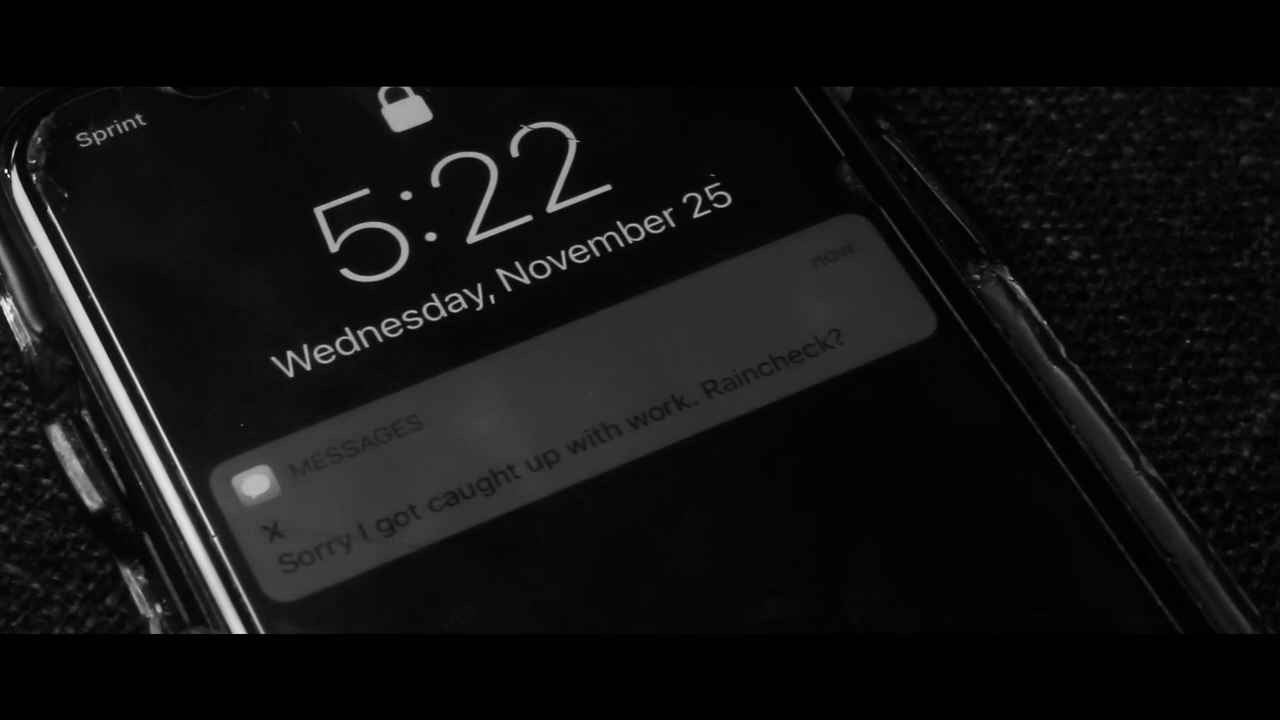 Sprint
5:22
Wednesday, November 25
MESSAGES
now
X
Sorry I got caught up with work. Raincheck?